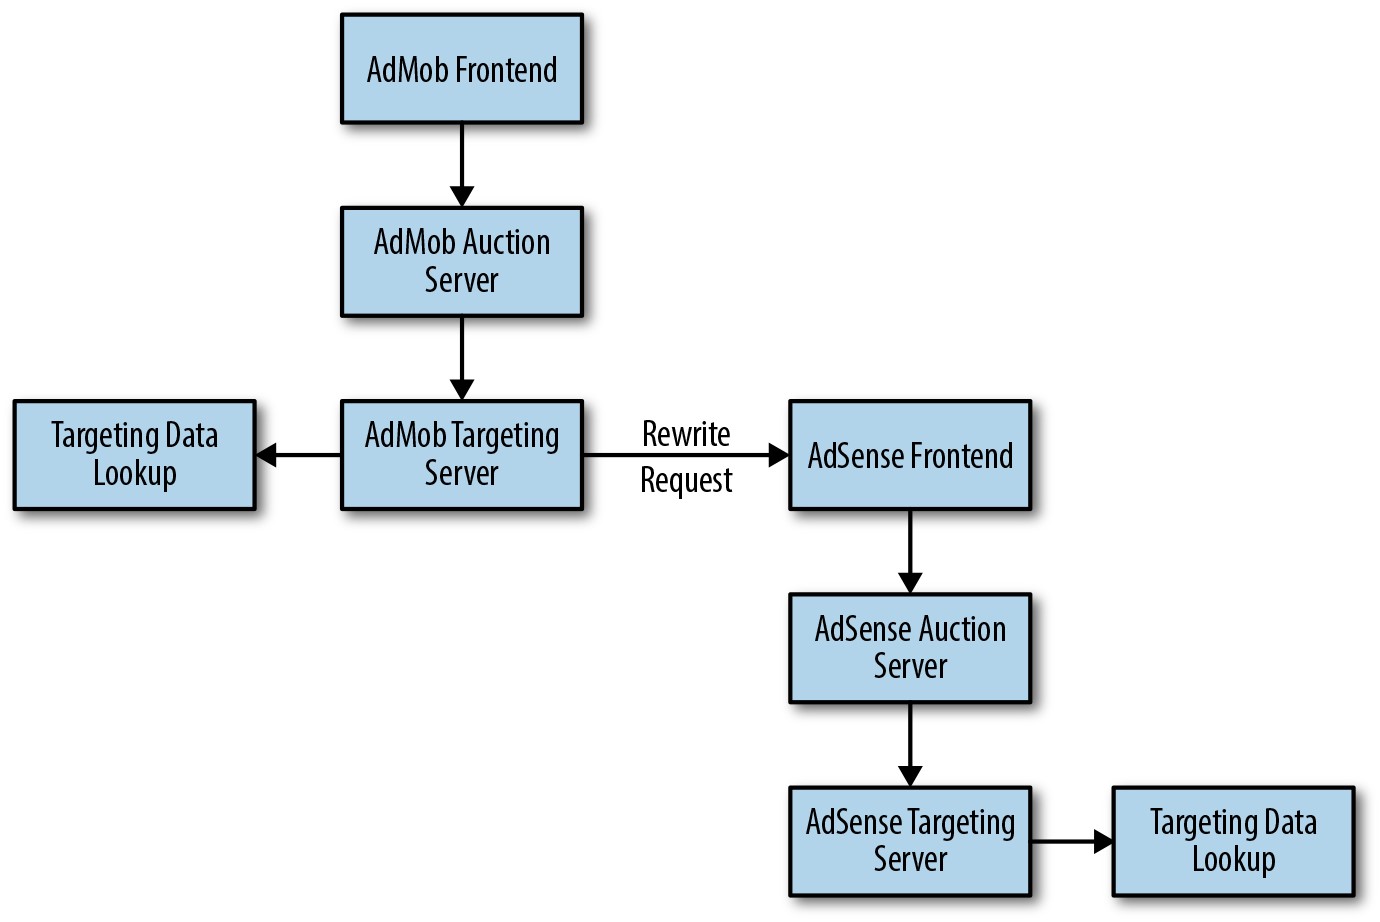 AdMob Frontend
AdMob Auction
Server
Targeting Data
Lookup
AdMob Targeting
Server
Rewrite
Request
AdSense Frontend
AdSense Auction
Server
AdSense Targeting
Server
Targeting Data
Lookup